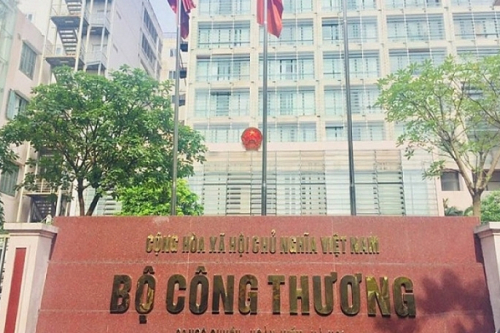 CỘNG HÒA XÃ HỘI CHỦ NGHĨA VIỆT NAM
BỘ CÔNG THƯƠNG